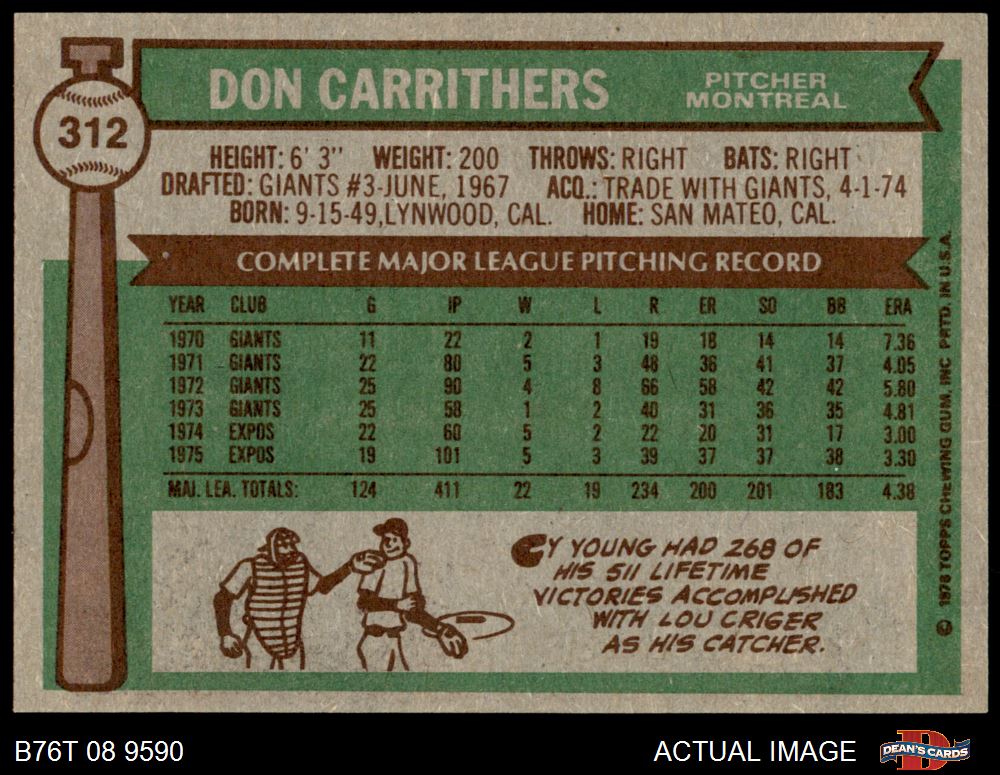 DON CARRITHERS
PITCHER
MONTREAL
312
HEIGHT: 6' 3" WEIGHT: 200 THROWS: RIGHT BATS: RIGHT
DRAFTED: GIANTS #3-JUNE, 1967 ACQ.: TRADE WITH GIANTS, 4-1-74
BORN: 9-15-49, LYNWOOD, CAL. HOME: SAN MATEO, CAL.
COMPLETE MAJOR LEAGUE PITCHING RECORD
YEAR CLUB G IP W L R ER SO BB ERA
1970 GIANTS 11 22 2 1 19 18 14 14 7.36
1971 GIANTS 22 80 5 3 48 36 41 37 4.05
1972 GIANTS 25 90 4 8 66 58 42 42 5.80
1973 GIANTS 25 58 1 2 40 31 36 35 4.81
1974 EXPOS 22 60 5 2 22 20 31 17 3.00
1975 EXPOS 19 101 5 3 39 37 37 38 3.30
MAJ. LEA. TOTALS: 124 411 22 19 234 200 201 183 4.38
CY YOUNG HAD 268 OF
HIS 511 LIFETIME
VICTORIES ACCOMPLISHED
WITH LOU CRIGER
AS HIS CATCHER.
© 1976 TOPPS CHEWING GUM, INC PRTD. IN U.S.A.
B76T 08 9590
ACTUAL IMAGE
DEAN'S CARDS